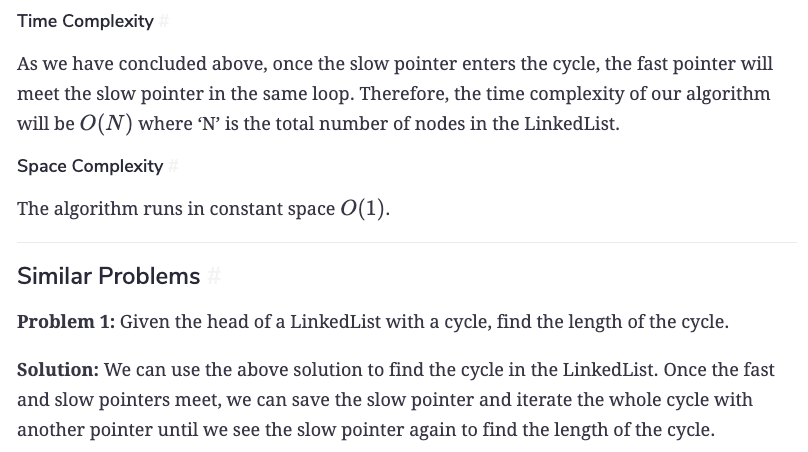 Time Complexity #
As we have concluded above, once the slow pointer enters the cycle, the fast pointer will
meet the slow pointer in the same loop. Therefore, the time complexity of our algorithm
will be O(N) where ‘N’ is the total number of nodes in the LinkedList.
Space Complexity #
The algorithm runs in constant space O(1).
Similar Problems #
Problem 1: Given the head of a LinkedList with a cycle, find the length of the cycle.
Solution: We can use the above solution to find the cycle in the LinkedList. Once the fast
and slow pointers meet, we can save the slow pointer and iterate the whole cycle with
another pointer until we see the slow pointer again to find the length of the cycle.